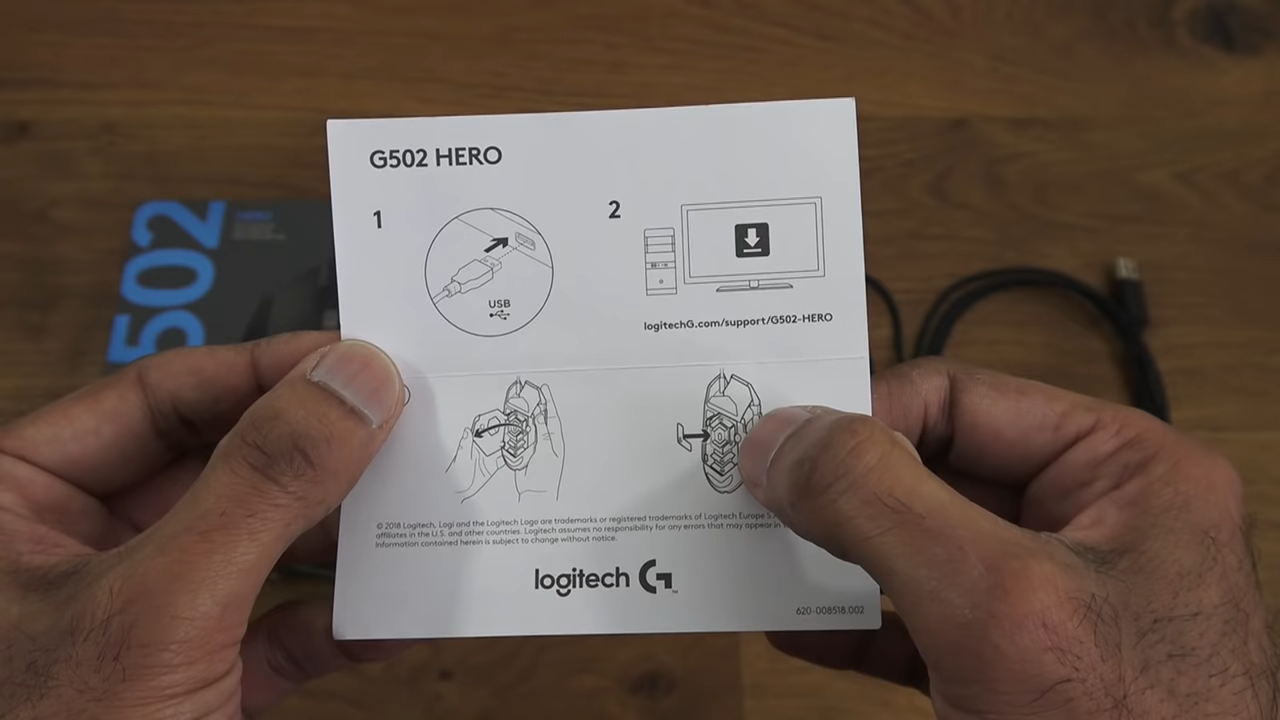 G502 HERO
1
2
USB
logitechG.com/support/G502-HERO
© 2018 Logitech, Logi and the Logitech Logo are trademarks or registered trademarks of Logitech Europe S.A
affiliates in the U.S. and other countries. Logitech assumes no responsibility for any errors that may appear in
information contained herein is subject to change without notice.
logitech G™
620-008518.002
502